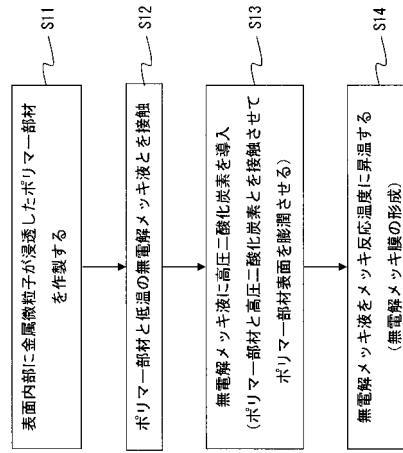 表面内部に金属微粒子が浸透したポリマー部材
を作製する
S11
ポリマー部材と低温の無電解メッキ液とを接触
S12
無電解メッキ液に高圧二酸化炭素を導入
(ポリマー部材と高圧二酸化炭素とを接触させて
ポリマー部材表面を膨潤させる)
S13
無電解メッキ液をメッキ反応温度に昇温する
(無電解メッキ膜の形成)
S14